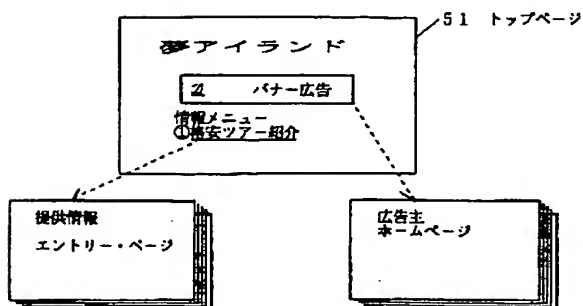 51 トップページ
夢アイランド
バナー広告
情報メニュー
①格安ツアー紹介
提供情報
エントリー・ページ
広告主
ホームページ